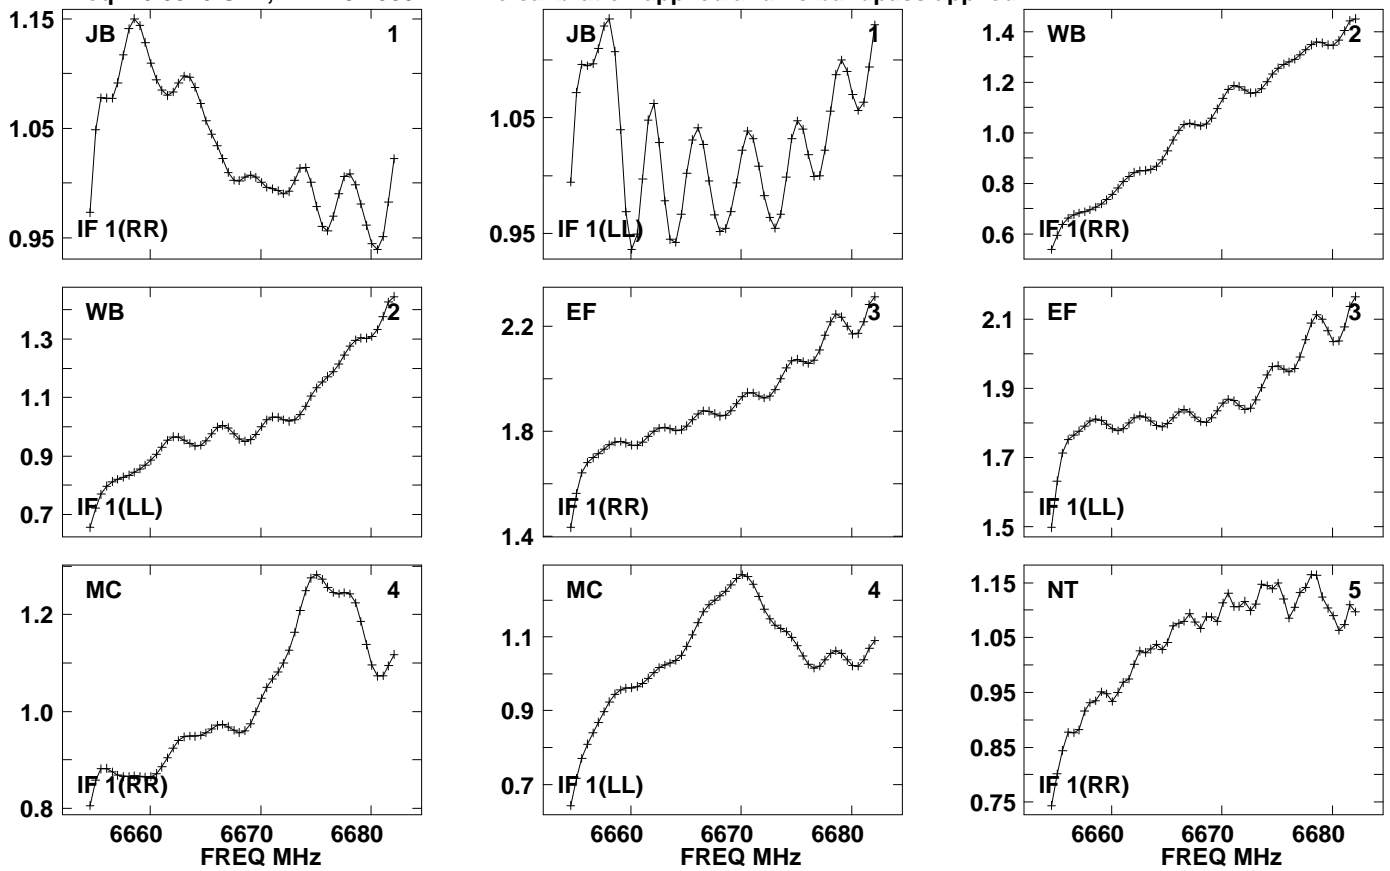 JB 1
1.15
1.05
0.95
IF 1(RR)
JB 1
1.05
0.95
IF 1(LL)
WB 2
1.4
1.2
1.0
0.8
0.6
IF 1(RR)
WB 2
1.3
1.1
0.9
0.7
IF 1(LL)
EF 3
2.2
1.8
1.4
IF 1(RR)
EF 3
2.1
1.9
1.7
1.5
IF 1(LL)
MC 4
1.2
1.0
0.8
IF 1(RR)
6660 6670 6680
FREQ MHz
MC 4
1.1
0.9
0.7
IF 1(LL)
6660 6670 6680
FREQ MHz
NT 5
1.15
1.05
0.95
0.85
0.75
IF 1(RR)
6660 6670 6680
FREQ MHz